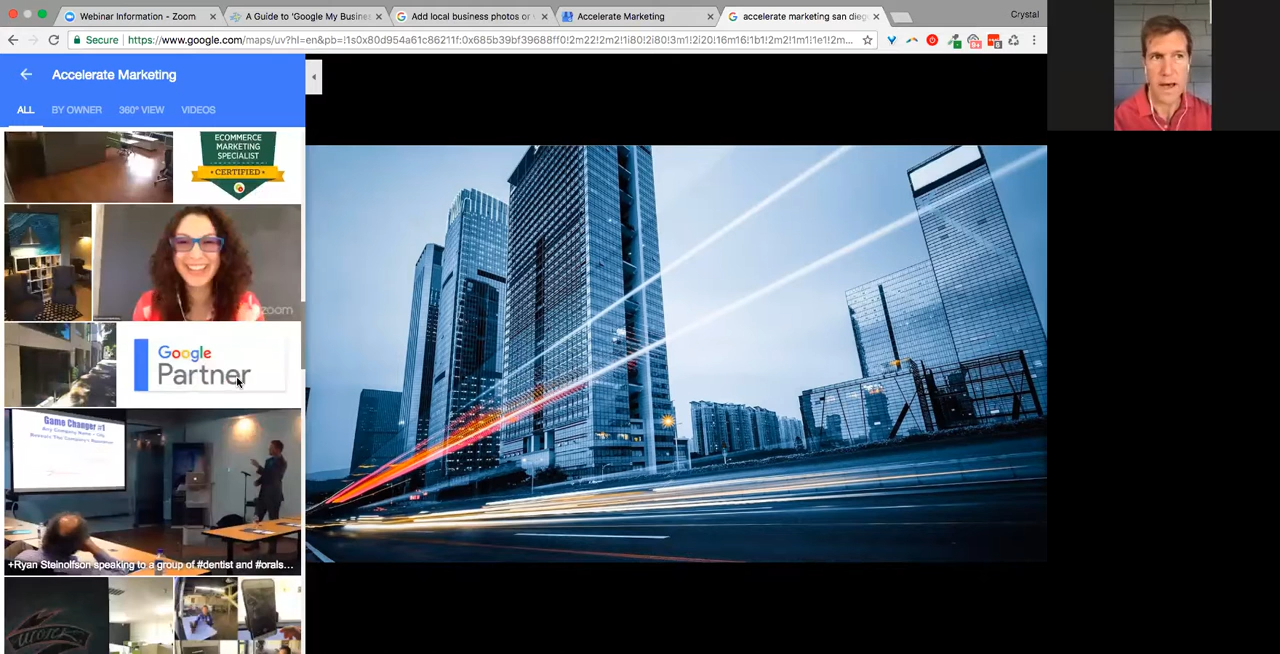 Webinar Information - Zoom
A Guide to 'Google My Busines
Add local business photos or v
Accelerate Marketing
accelerate marketing san dieg
Crystal
Secure
https://www.google.com/maps/uv?hl=en&pb=!1s0x80d954a61c86211f:0x685b39bf39688ff0!2m22!2m2!1i80!2i80!3m1!2i20!16m16!1b1!2m2!1m1!1e1!2m...
Accelerate Marketing
ALL
BY OWNER
360° VIEW
VIDEOS
ECOMMERCE
MARKETING
SPECIALIST
• CERTIFIED •
zoom
Google
Partner
Game Changer #1
+Ryan Steinolfson speaking to a group of #dentist and #orals...